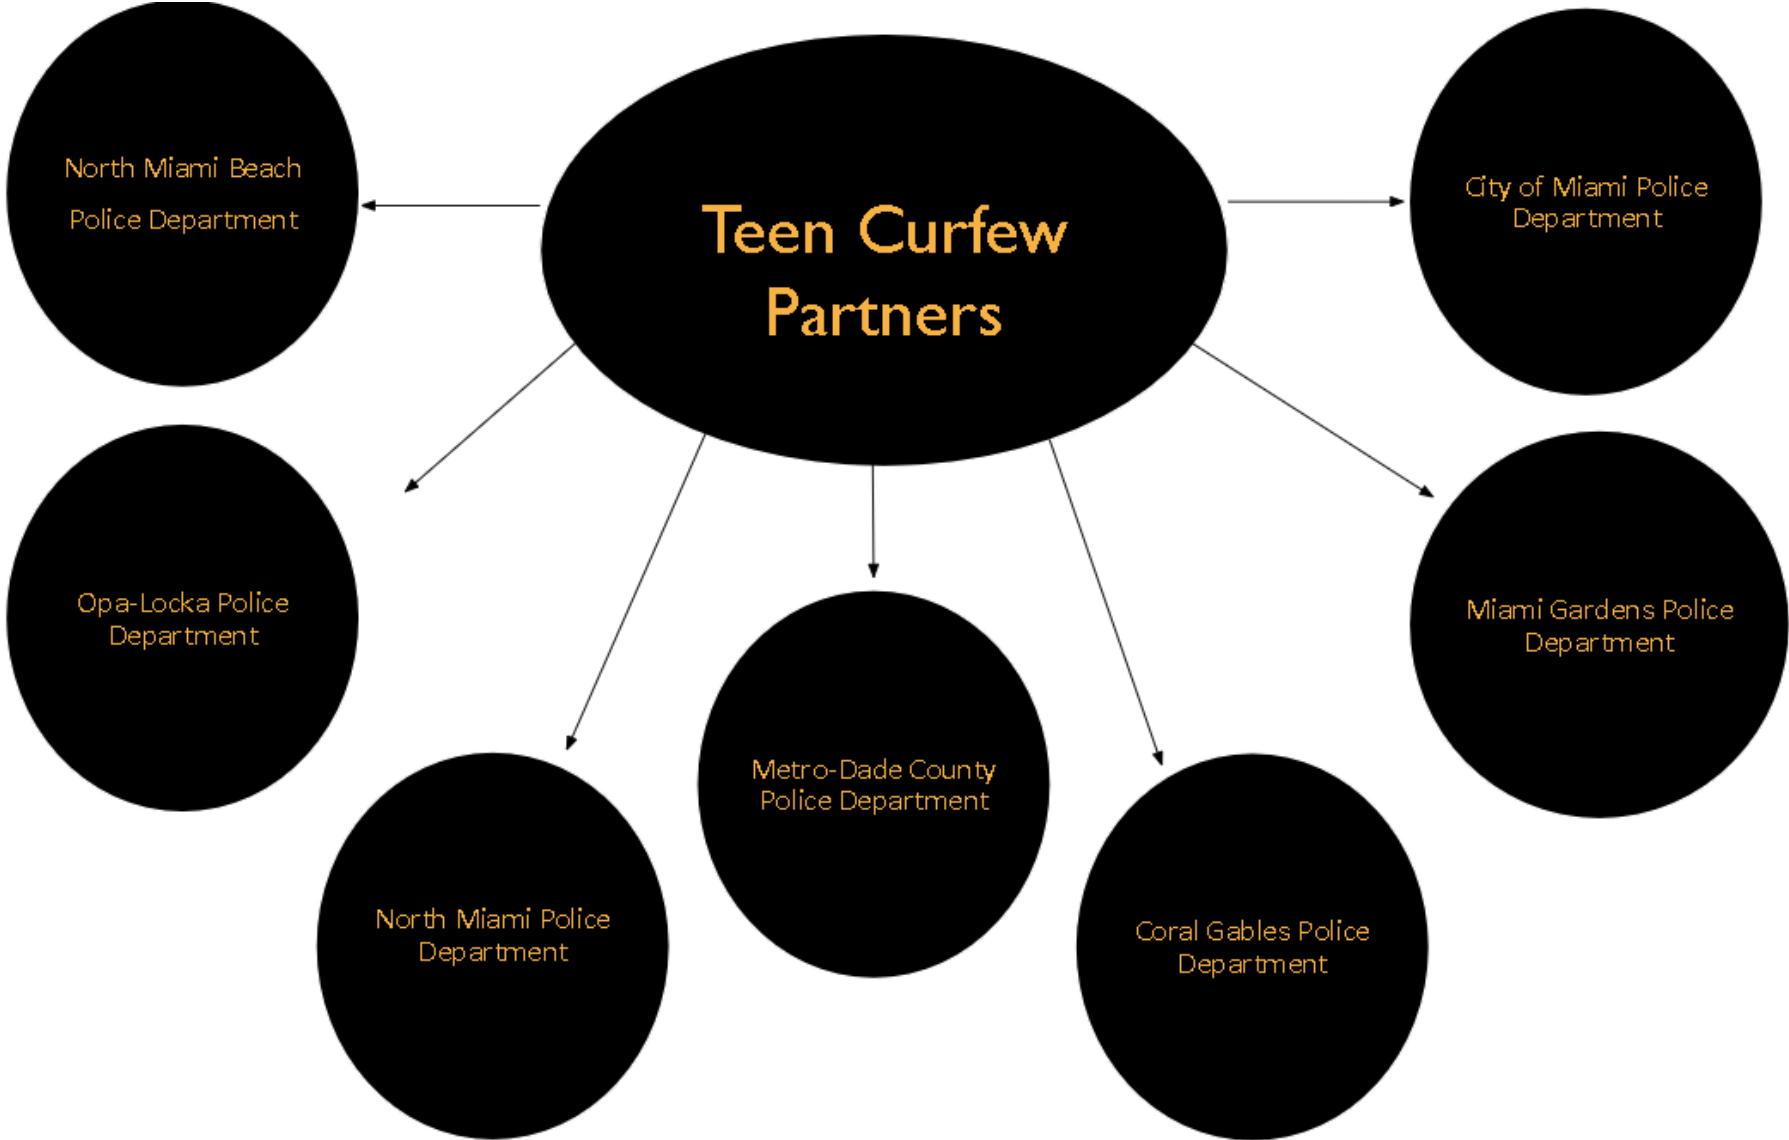 North Miami Beach
Police Department
Teen Curfew
Partners
City of Miami Police
Department
Opa-Locka Police
Department
Miami Gardens Police
Department
Metro-Dade County
Police Department
North Miami Police
Department
Coral Gables Police
Department